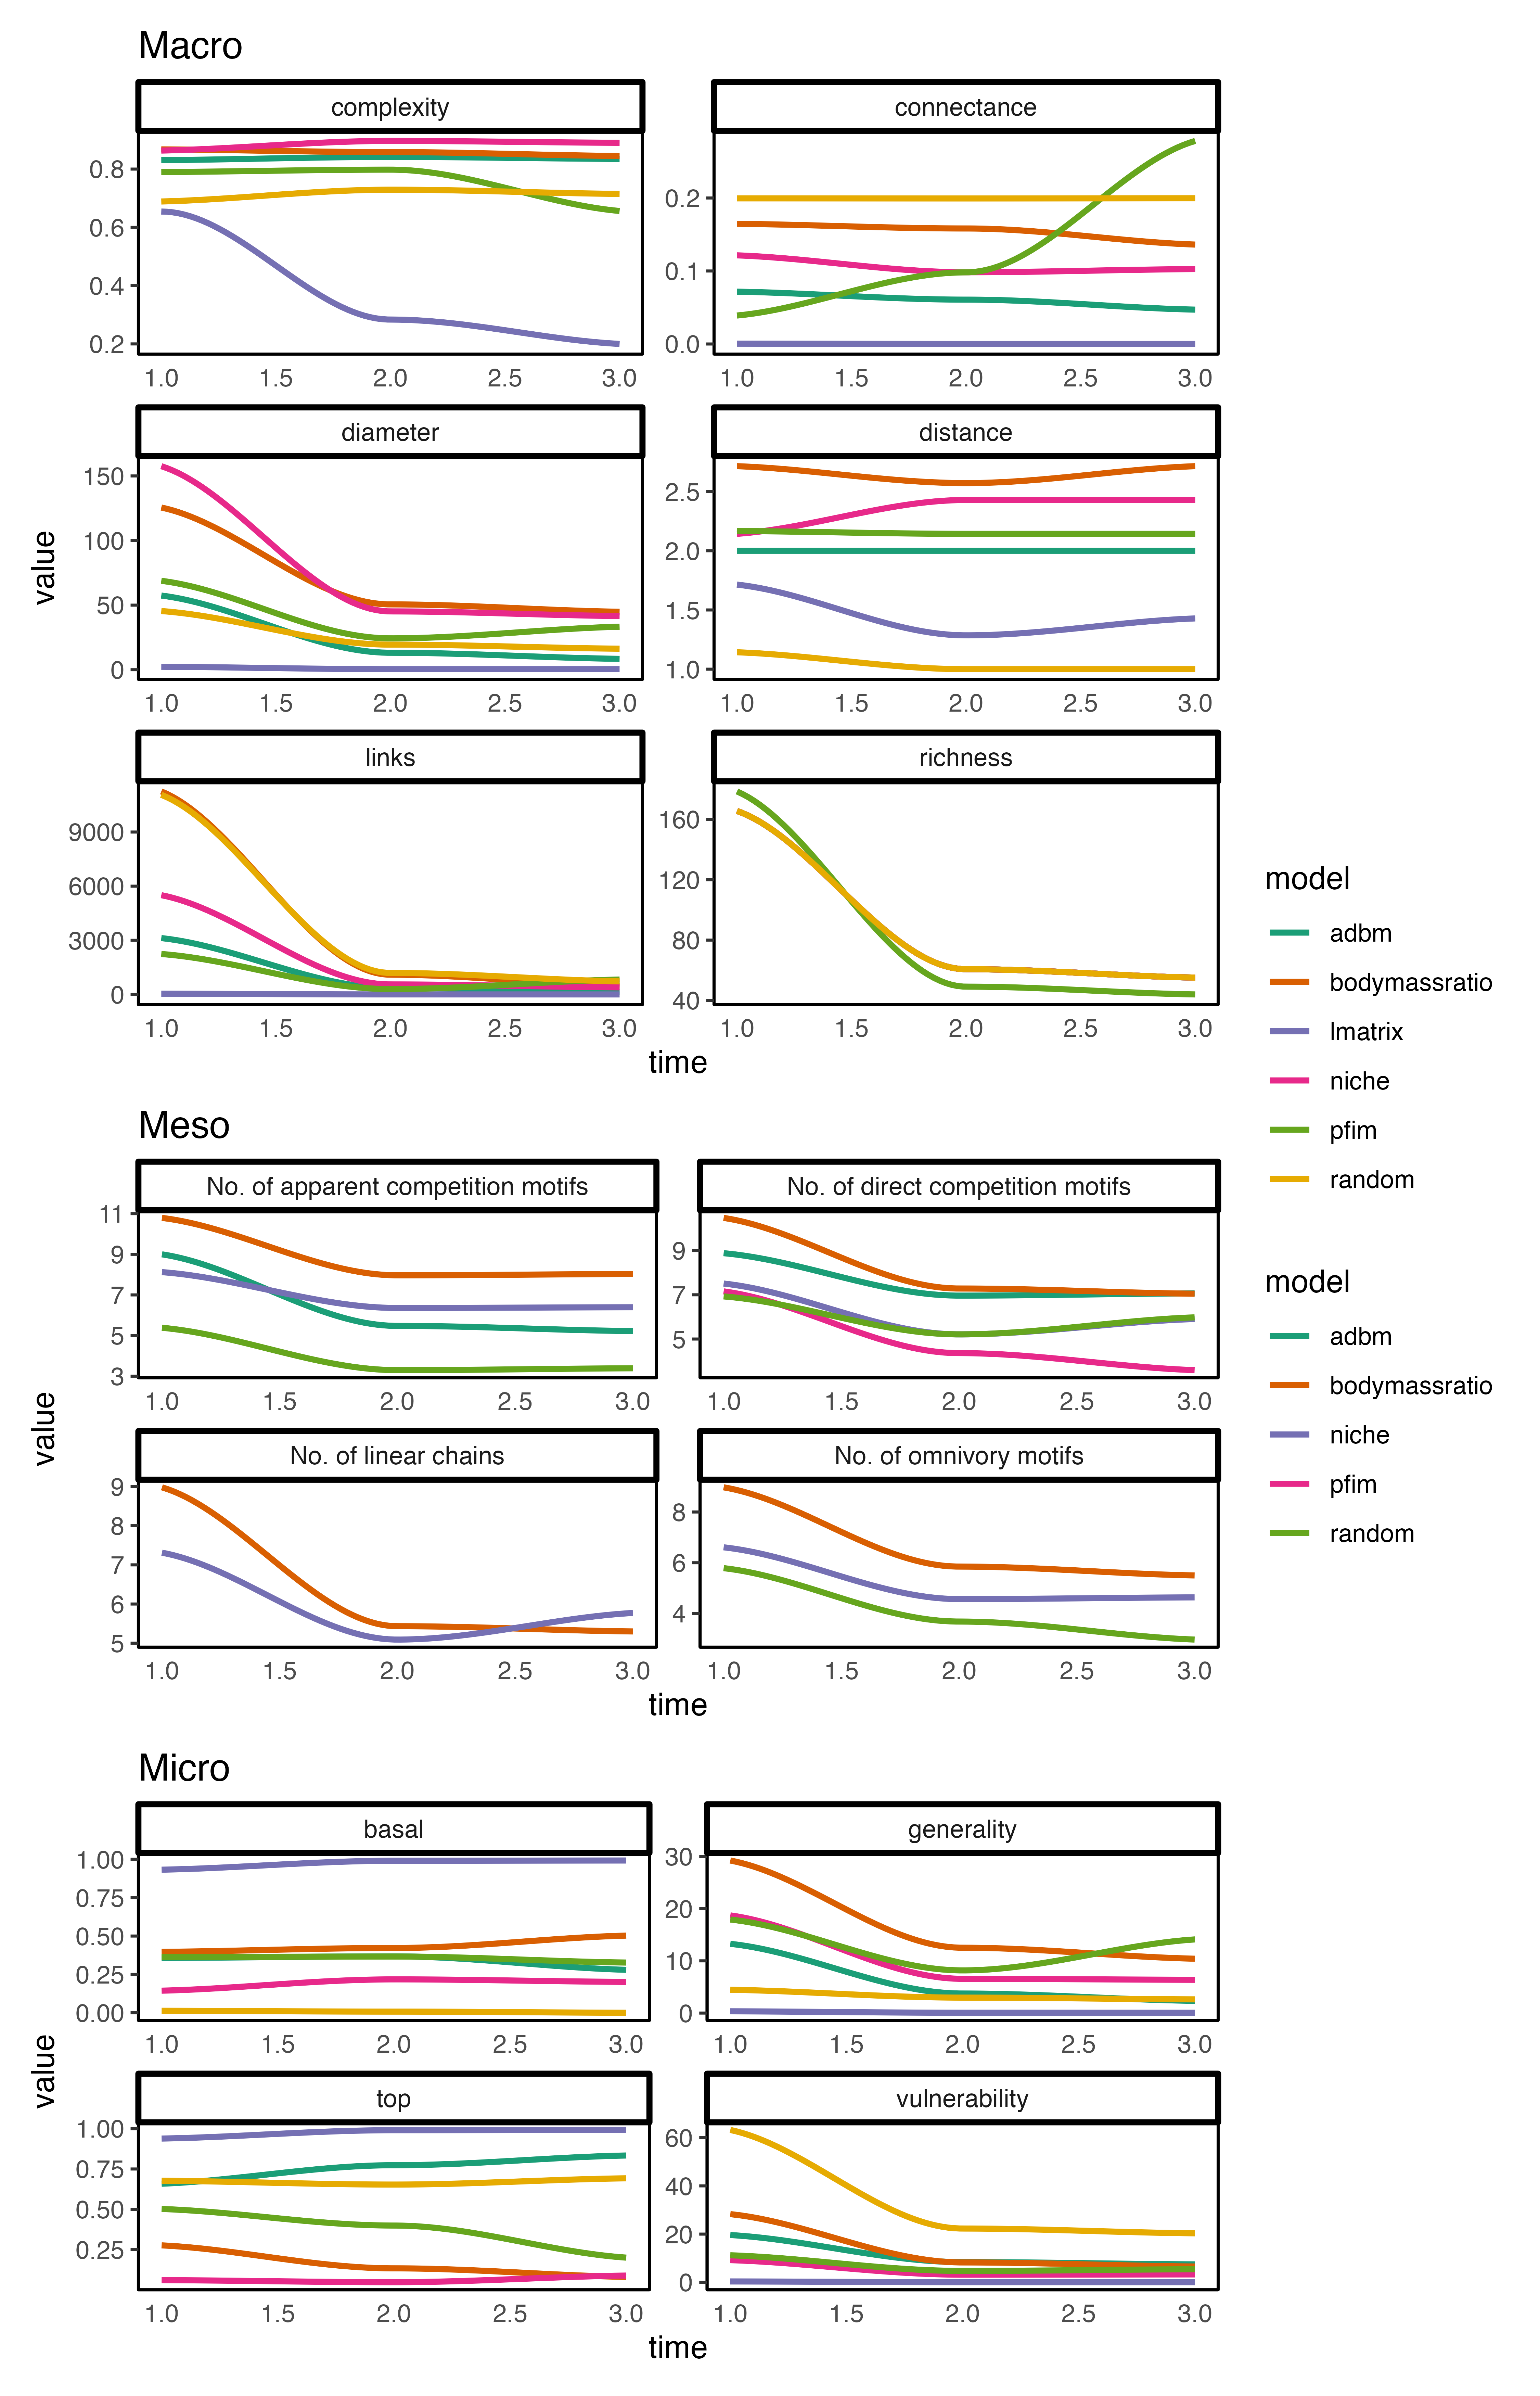 Macro
complexity
connectance
0.8
0.6
0.4
0.2
0.2
0.1
0.0
1.0 1.5 2.0 2.5 3.0
1.0 1.5 2.0 2.5 3.0
diameter
distance
150
100
50
0
2.5
2.0
1.5
1.0
1.0 1.5 2.0 2.5 3.0
1.0 1.5 2.0 2.5 3.0
value
links
richness
9000
6000
3000
0
160
120
80
40
1.0 1.5 2.0 2.5 3.0
1.0 1.5 2.0 2.5 3.0
time
model
adbm
bodymassratio
lmatrix
niche
pfim
random
Meso
No. of apparent competition motifs
No. of direct competition motifs
11
9
7
5
3
9
7
5
1.0 1.5 2.0 2.5 3.0
1.0 1.5 2.0 2.5 3.0
value
No. of linear chains
No. of omnivory motifs
9
8
7
6
5
8
6
4
1.0 1.5 2.0 2.5 3.0
1.0 1.5 2.0 2.5 3.0
time
model
adbm
bodymassratio
niche
pfim
random
Micro
basal
generality
1.00
0.75
0.50
0.25
0.00
30
20
10
0
1.0 1.5 2.0 2.5 3.0
1.0 1.5 2.0 2.5 3.0
value
top
vulnerability
1.00
0.75
0.50
0.25
60
40
20
0
1.0 1.5 2.0 2.5 3.0
1.0 1.5 2.0 2.5 3.0
time